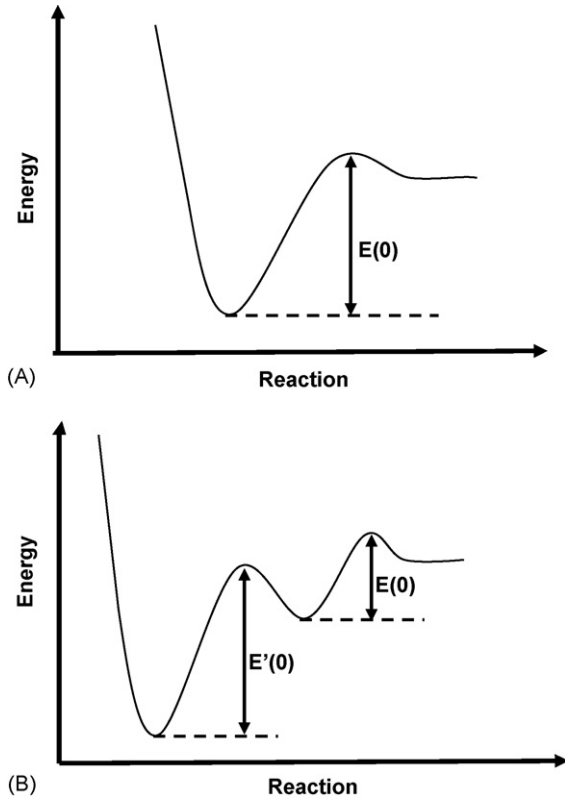 Energy
E(0)
(A)
Reaction
Energy
E(0)
E'(0)
(B)
Reaction